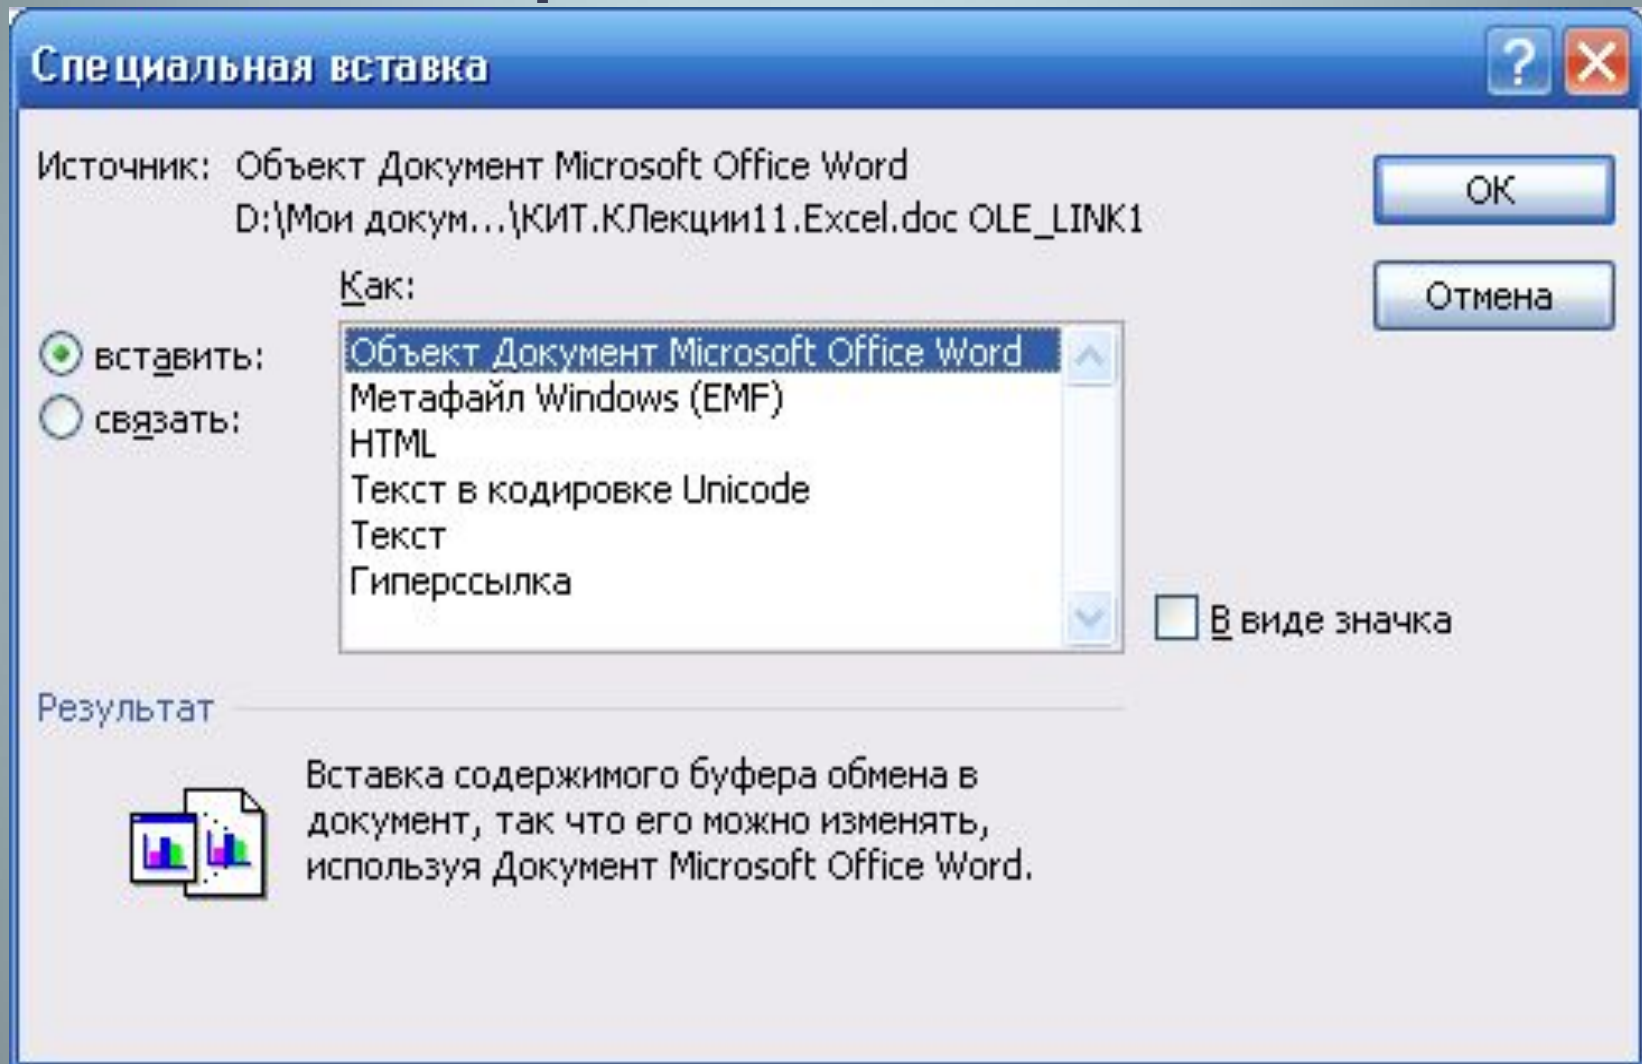 Специальная вставка
Источник: Объект Документ Microsoft Office Word
D:\Мои докум...\КИТ.КЛекции11.Excel.doc OLE_LINK1
ОК
Отмена
Как:
вставить:
связать:
Объект Документ Microsoft Office Word
Метафайл Windows (EMF)
HTML
Текст в кодировке Unicode
Текст
Гиперссылка
В виде значка
Результат
Вставка содержимого буфера обмена в
документ, так что его можно изменять,
используя Документ Microsoft Office Word.